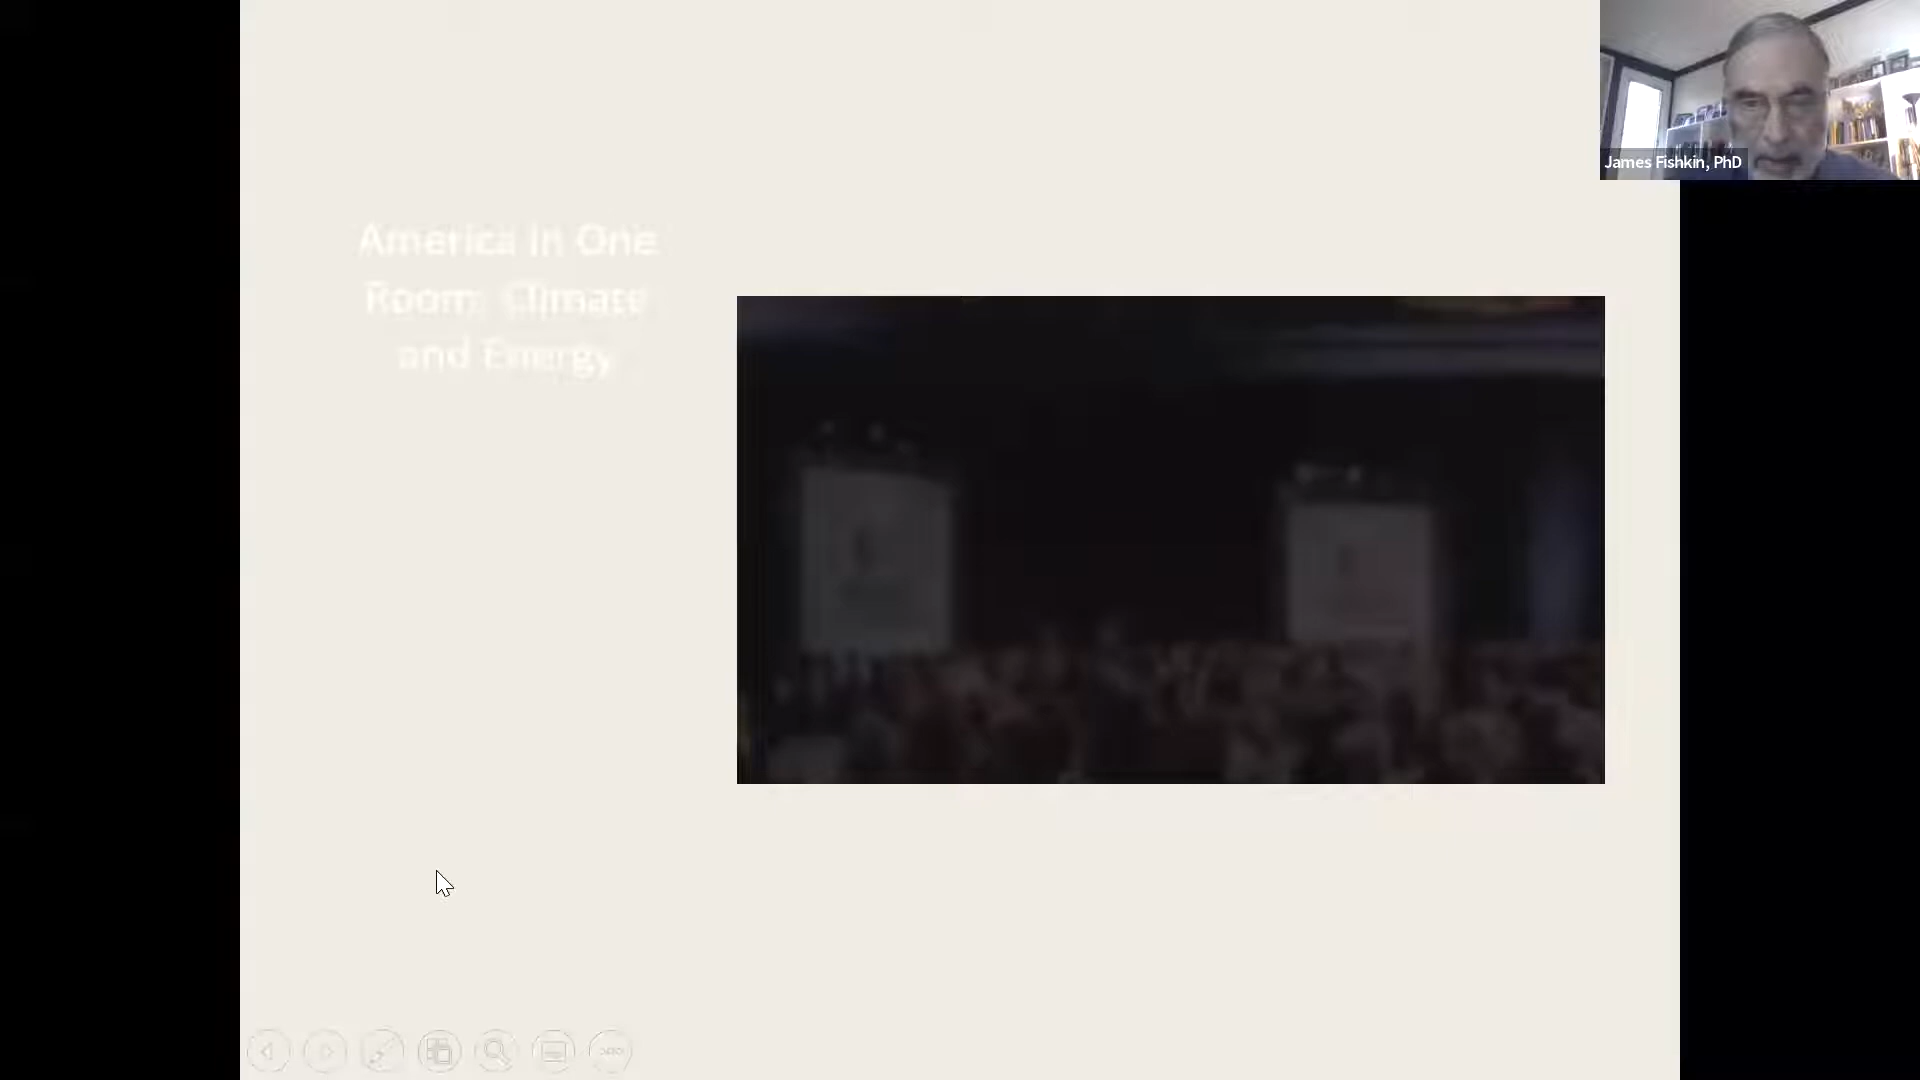 America in One
Room: Climate
and Energy
James Fishkin, PhD